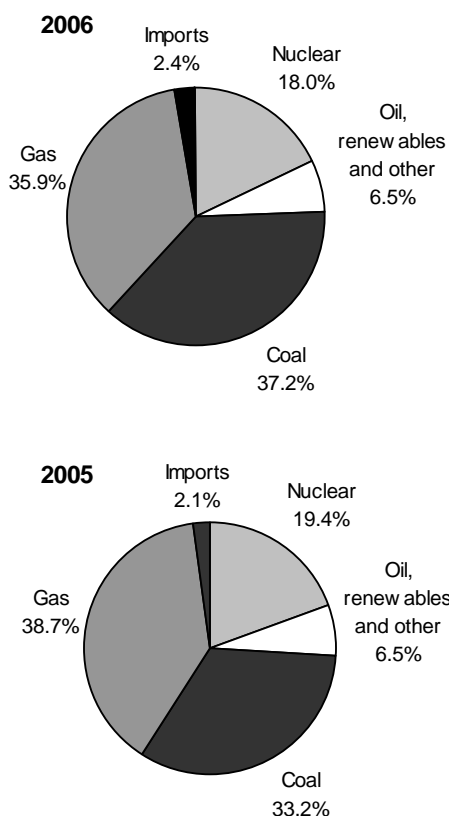 2006
Imports
2.4%
Nuclear
18.0%
Oil,
renew ables
and other
6.5%
Gas
35.9%
Coal
37.2%
2005
Imports
2.1%
Nuclear
19.4%
Oil,
renew ables
and other
6.5%
Gas
38.7%
Coal
33.2%